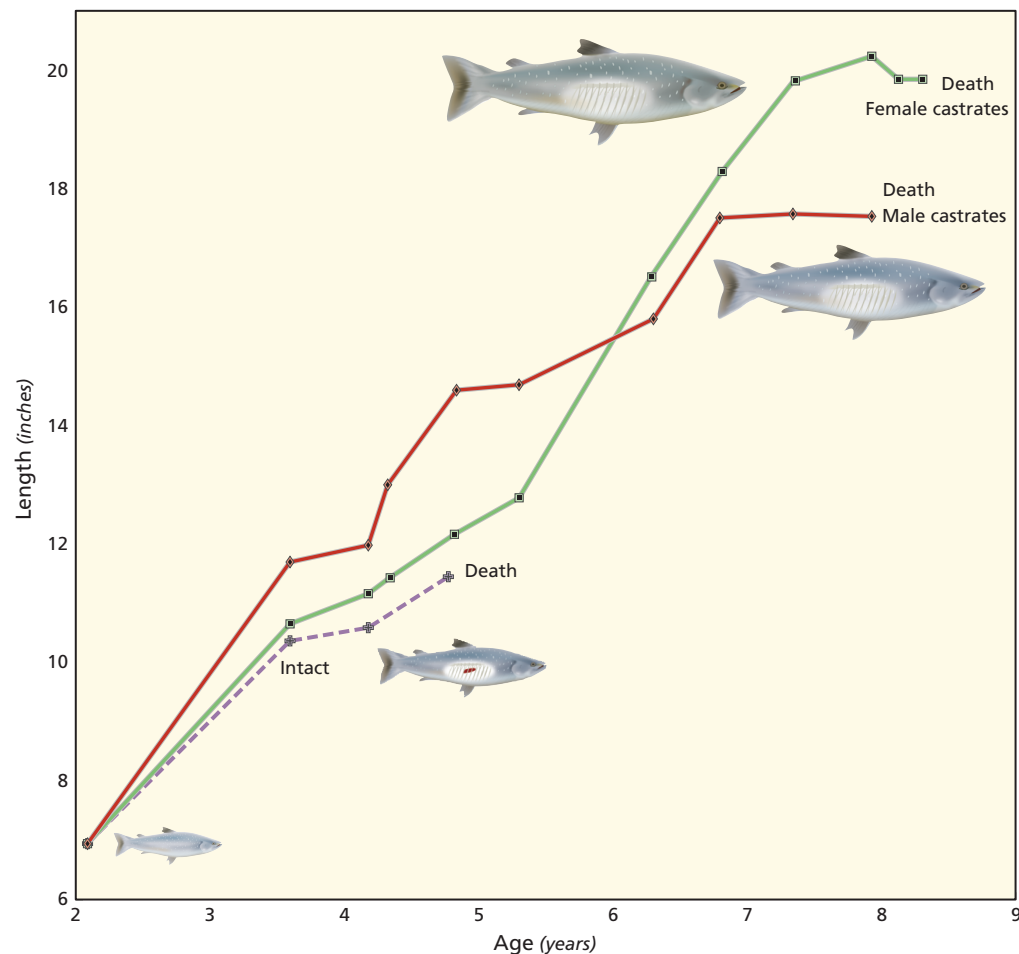 20
18
16
14
12
10
8
6
Length (inches)
Death
Female castrates
Death
Male castrates
Death
Intact
2 3 4 5 6 7 8 9
Age (years)